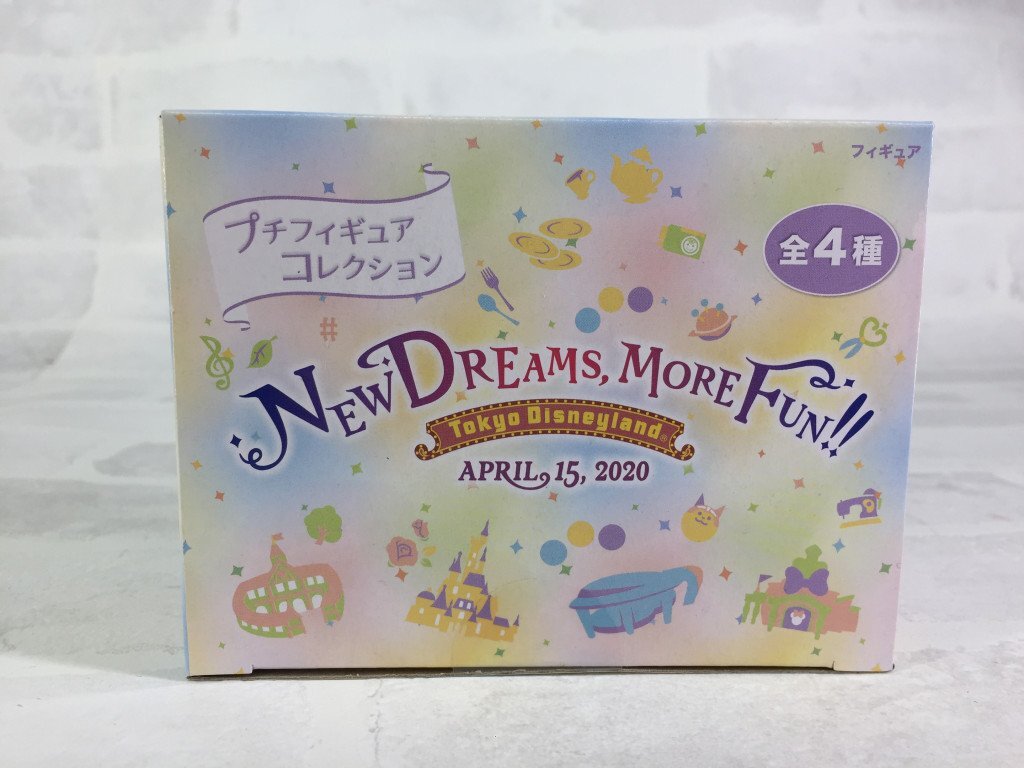 フィギュア
プチフィギュア
コレクション
全4種
#
NEW DREAMS, MORE FUN!!
Tokyo Disneyland®
APRIL 15, 2020